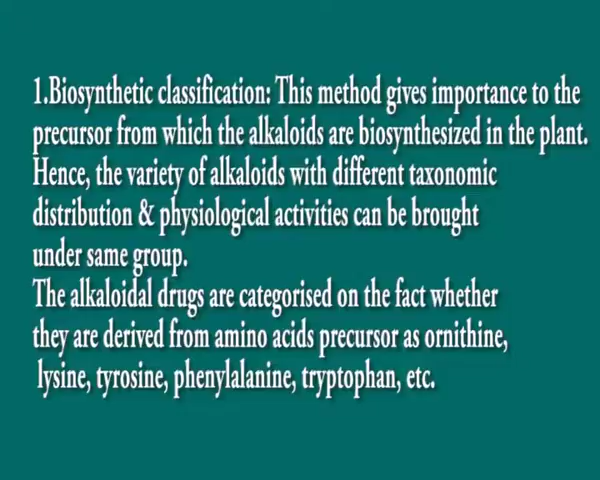 1.Biosynthetic classification: This method gives importance to the
precursor from which the alkaloids are biosynthesized in the plant.
Hence, the variety of alkaloids with different taxonomic
distribution & physiological activities can be brought
under same group.
The alkaloidal drugs are categorised on the fact whether
they are derived from amino acids precursor as ornithine,
lysine, tyrosine, phenylalanine, tryptophan, etc.